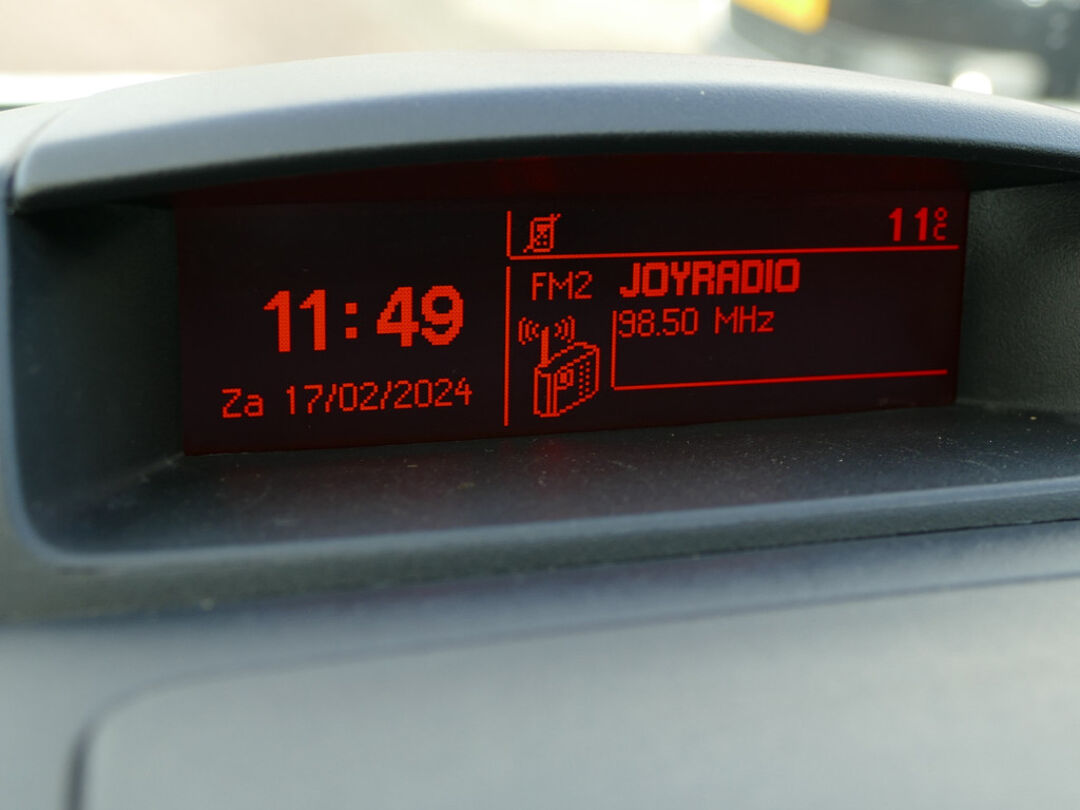 11:49
Za 17/02/2024
11°C
FM2 JOYRADIO
98.50 MHz